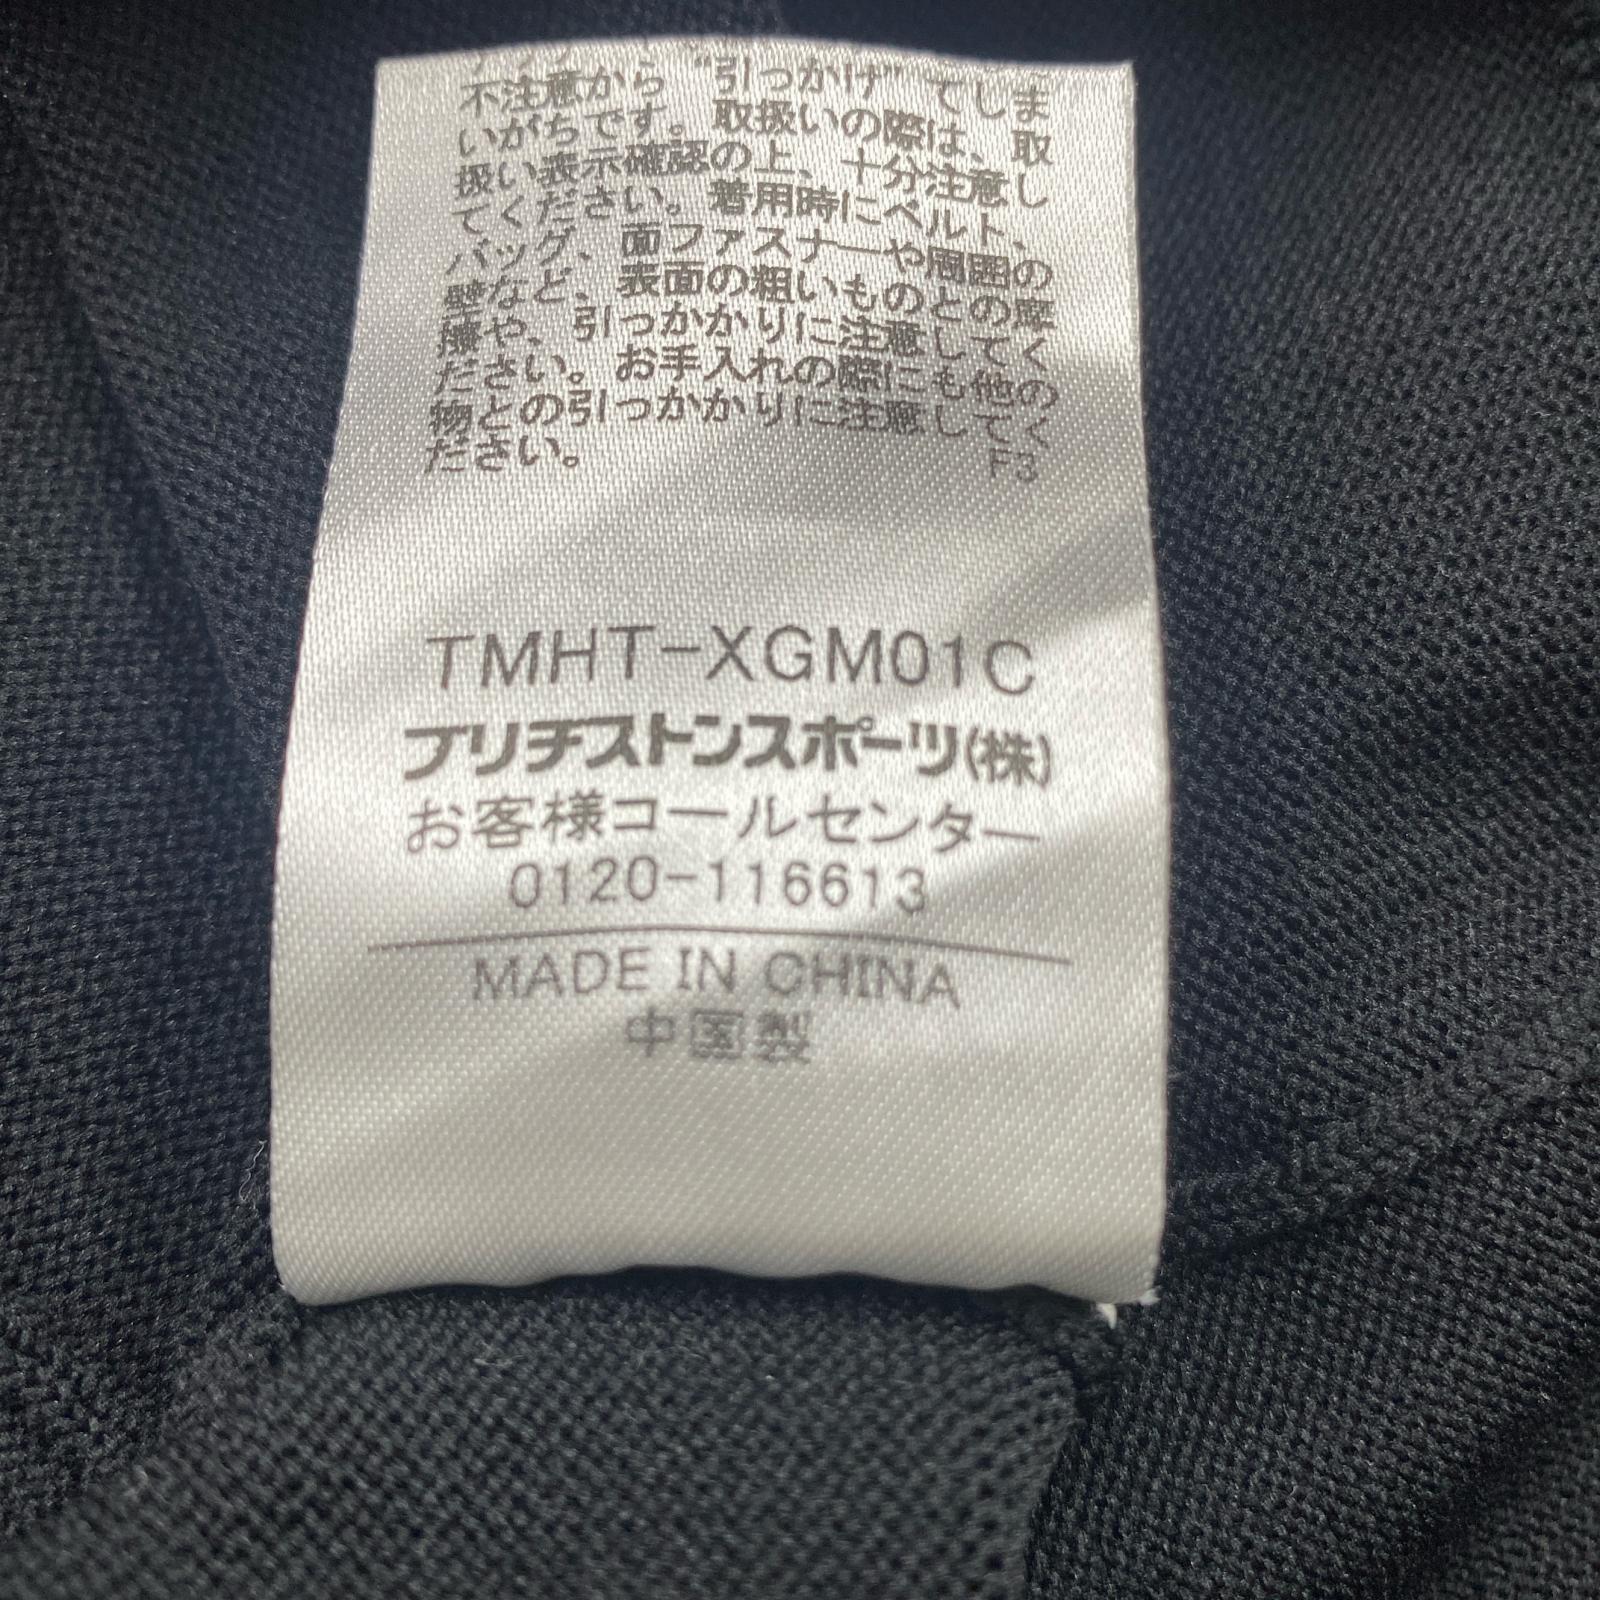 不注意から “引っかけ” てしま
いがちです。取扱いの際は、取
扱い表示確認の上、十分注意し
てください。着用時にベルト、
バッグ、面ファスナーや周囲の
壁など、表面の粗いものとの摩
擦や、引っかかりに注意してく
ださい。お手入れの際にも他の
物との引っかかりに注意してく
ださい。 F3
TMHT-XGM01C
ブリヂストンスポーツ(株)
お客様コールセンター
0120-116613
MADE IN CHINA
中国製